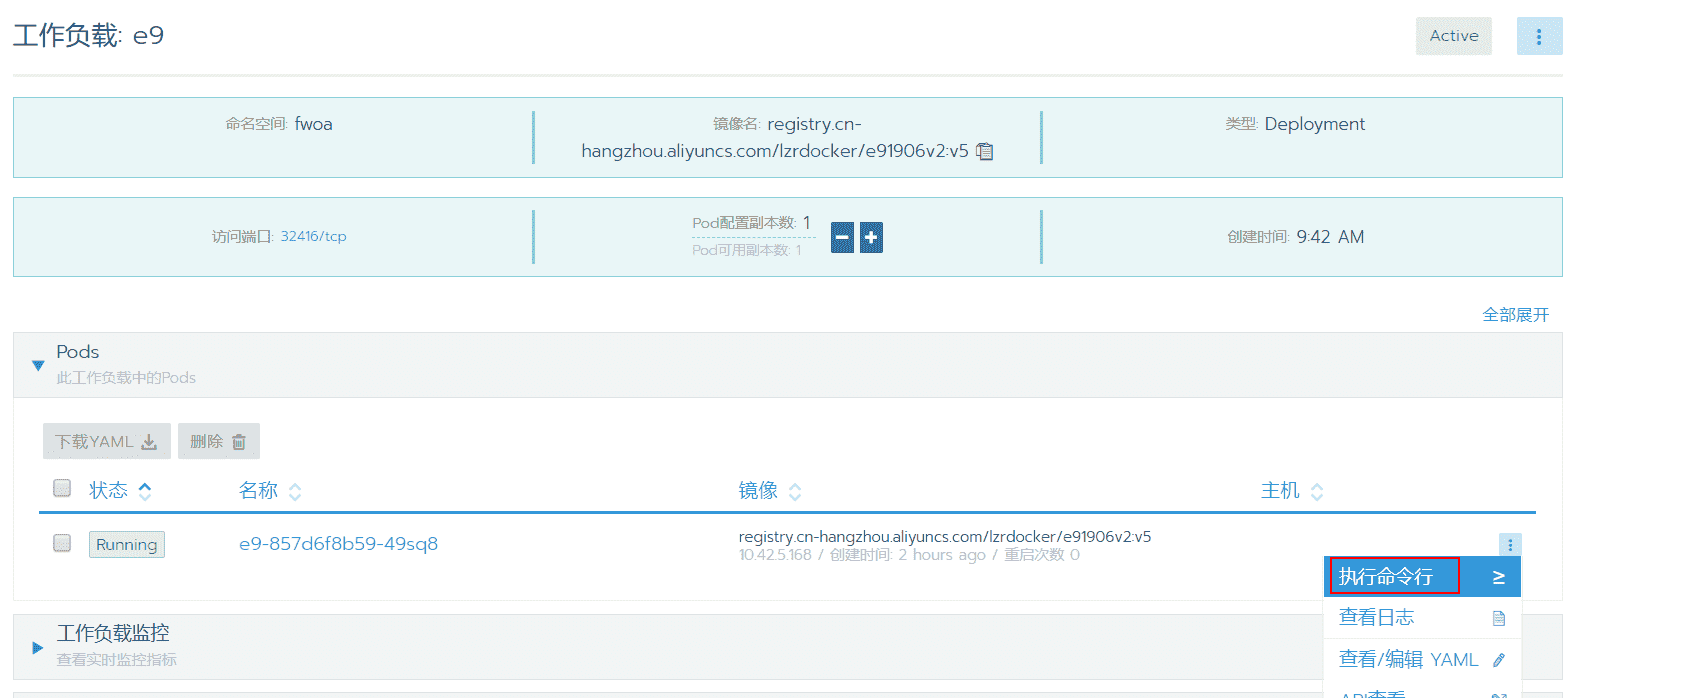 工作负载: e9
Active
命名空间: fwoa
镜像名: registry.cn-
hangzhou.aliyuncs.com/lzrdocker/e91906v2:v5
类型: Deployment
访问端口: 32416/tcp
Pod配置副本数: 1
Pod可用副本数: 1
创建时间: 9:42 AM
全部展开
Pods
此工作负载中的Pods
下载YAML
删除
状态
名称
镜像
主机
Running
e9-857d6f8b59-49sq8
registry.cn-hangzhou.aliyuncs.com/lzrdocker/e91906v2:v5
10.42.5.168 / 创建时间: 2 hours ago / 重启次数 0
执行命令行
查看日志
查看/编辑 YAML
API查看
工作负载监控
查看实时监控指标